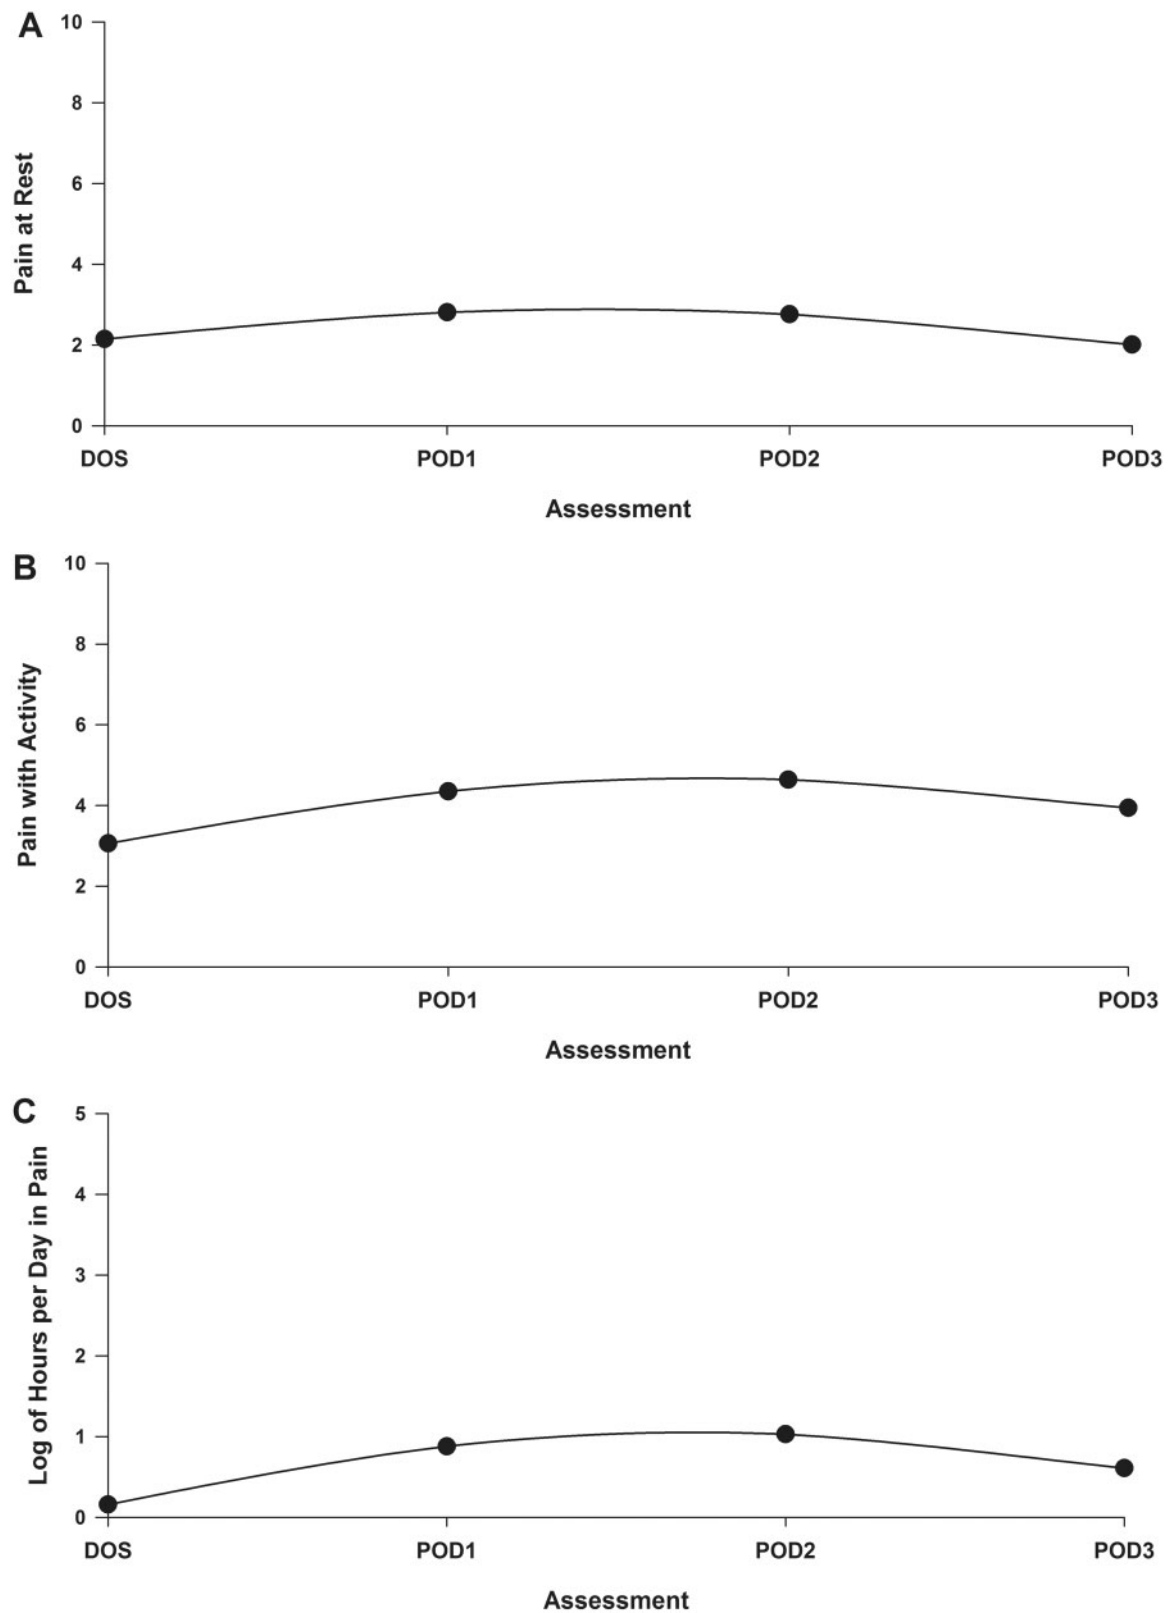 A
10
8
6
4
2
0
Pain at Rest
DOS POD1 POD2 POD3
Assessment
B
10
8
6
4
2
0
Pain with Activity
DOS POD1 POD2 POD3
Assessment
C
5
4
3
2
1
0
Log of Hours per Day in Pain
DOS POD1 POD2 POD3
Assessment